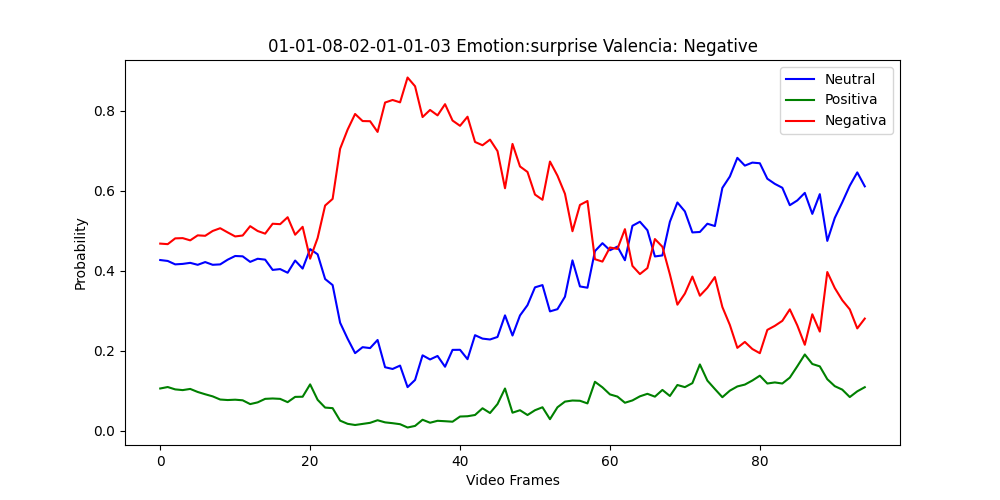 01-01-08-02-01-01-03 Emotion:surprise Valencia: Negative
Neutral
Positiva
Negativa
Probability
0.8
0.6
0.4
0.2
0.0
0
20
40
60
80
Video Frames